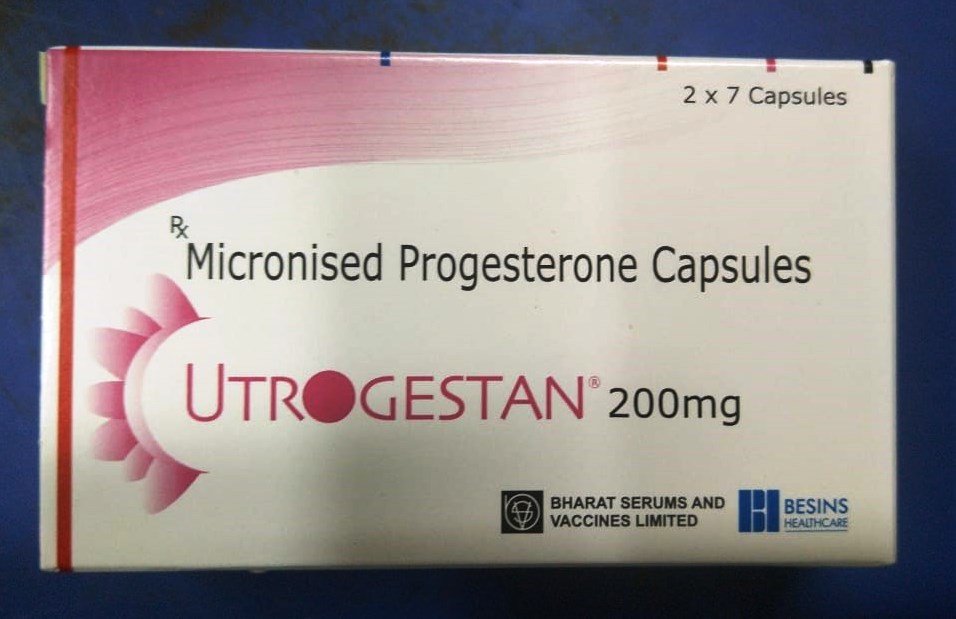 2 x 7 Capsules
Rx
Micronised Progesterone Capsules
UTROGESTAN® 200mg
BHARAT SERUMS AND
VACCINES LIMITED
BESINS
HEALTHCARE